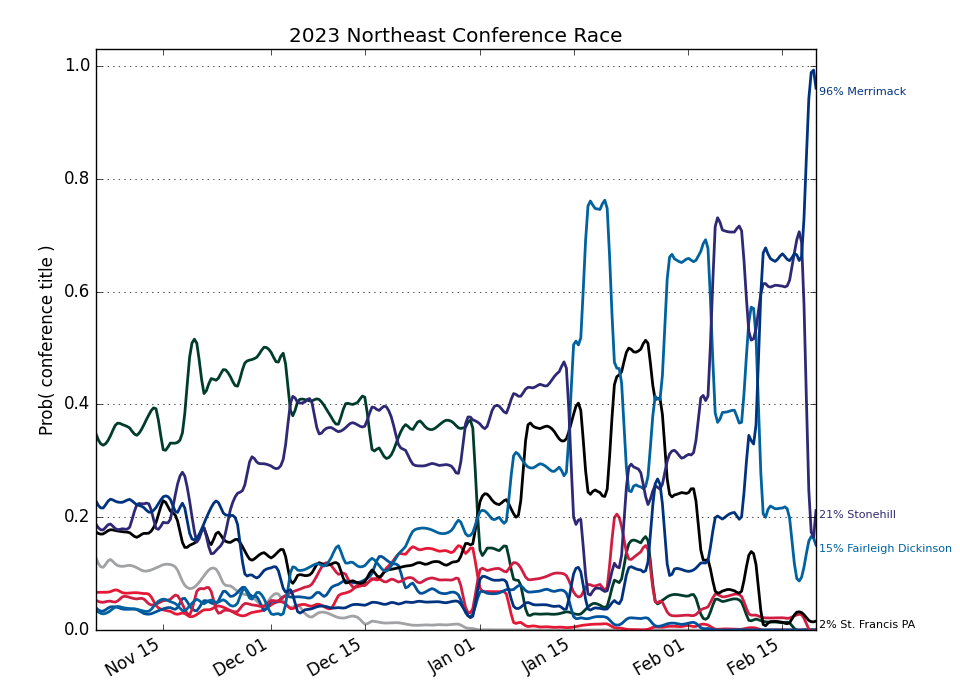 2023 Northeast Conference Race
Prob( conference title )
1.0
0.8
0.6
0.4
0.2
0.0
96% Merrimack
21% Stonehill
15% Fairleigh Dickinson
2% St. Francis PA
Nov 15
Dec 01
Dec 15
Jan 01
Jan 15
Feb 01
Feb 15